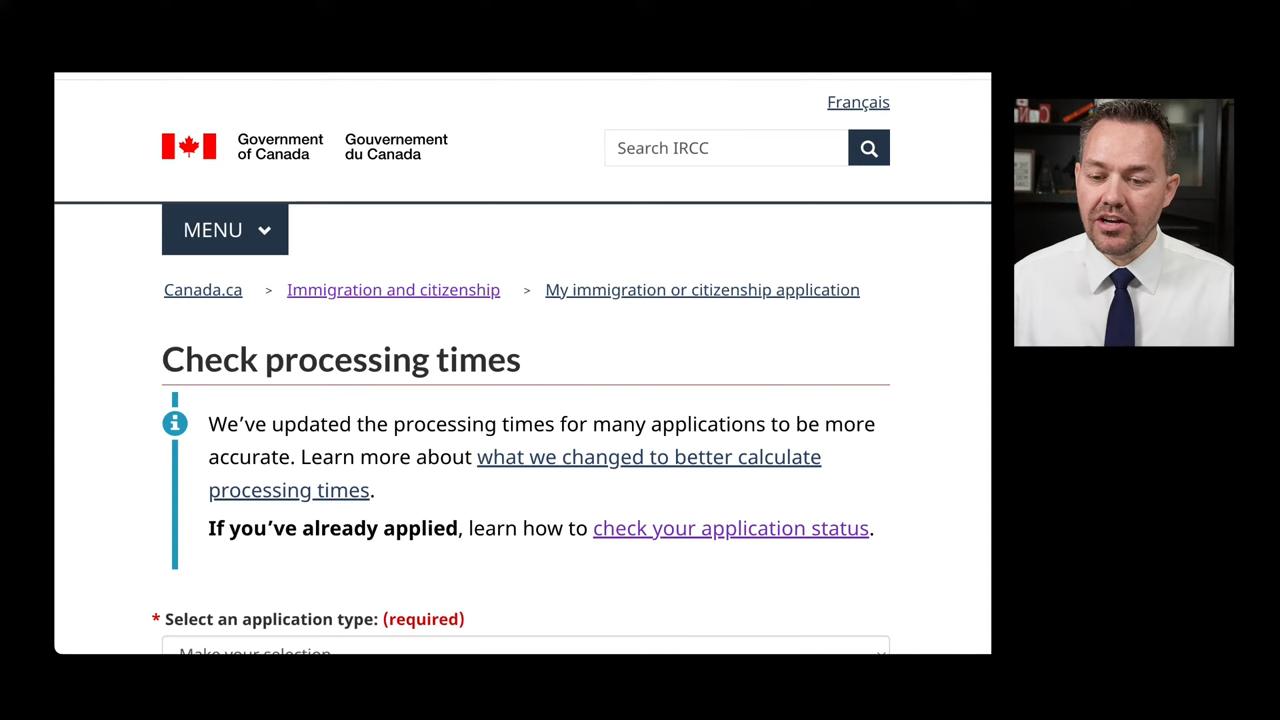 Français
Government
of Canada
Gouvernement
du Canada
Search IRCC
MENU
Canada.ca > Immigration and citizenship > My immigration or citizenship application
Check processing times
We've updated the processing times for many applications to be more
accurate. Learn more about what we changed to better calculate
processing times.
If you've already applied, learn how to check your application status.
* Select an application type: (required)
Make your selection